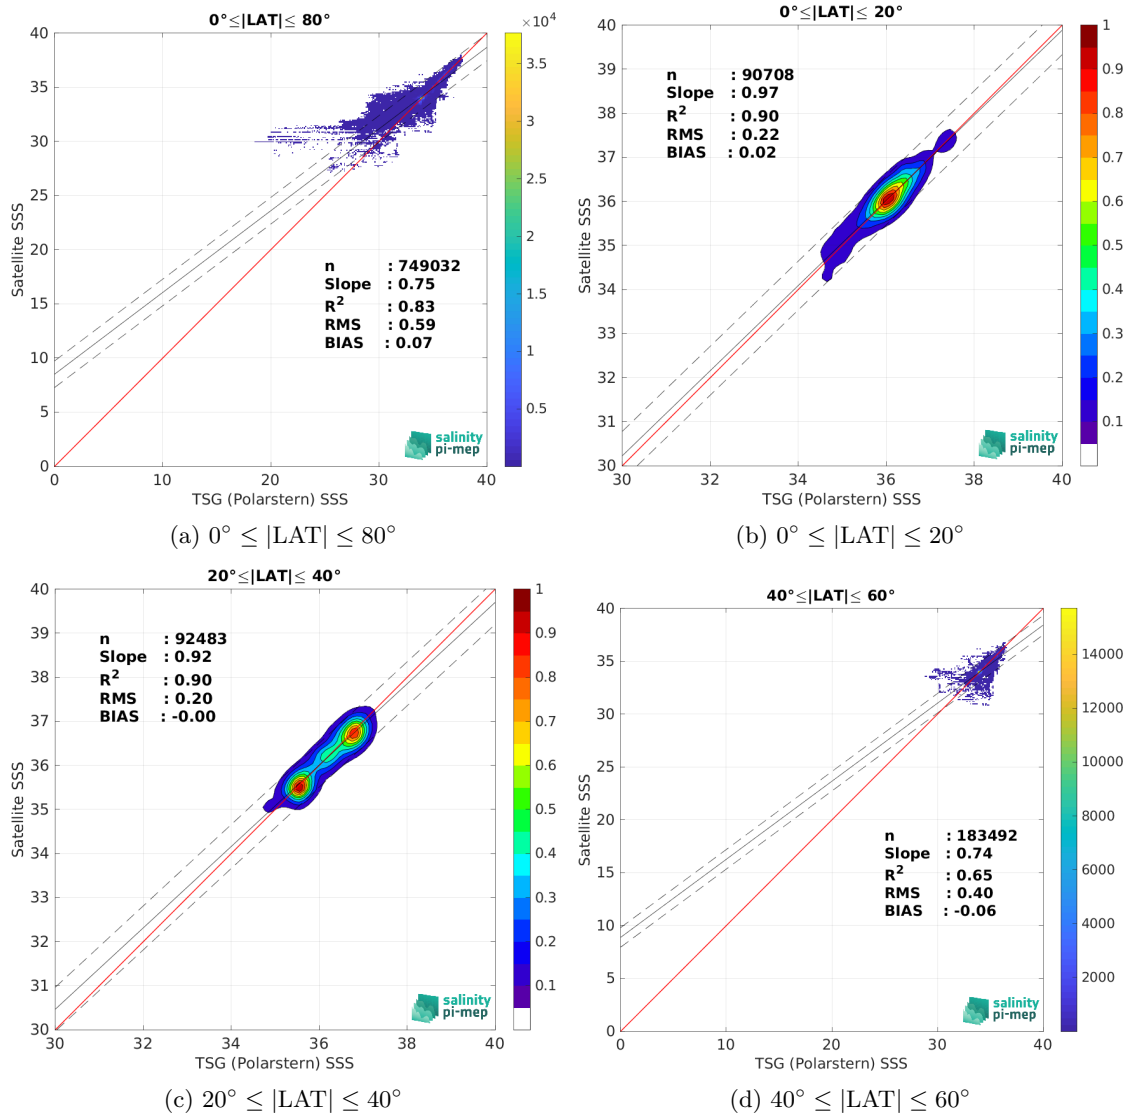 0°≤|LAT|≤ 80°
×10⁴
40
35
30
25
20
15
10
5
0
Satellite SSS
n : 749032
Slope : 0.75
R² : 0.83
RMS : 0.59
BIAS : 0.07
salinity
pi-mep
0 10 20 30 40
TSG (Polarstern) SSS
3.5
3
2.5
2
1.5
1
0.5
(a) 0° ≤ |LAT| ≤ 80°
0°≤|LAT|≤ 20°
40
39
38
37
36
35
34
33
32
31
30
Satellite SSS
n : 90708
Slope : 0.97
R² : 0.90
RMS : 0.22
BIAS : 0.02
salinity
pi-mep
30 32 34 36 38 40
TSG (Polarstern) SSS
1
0.9
0.8
0.7
0.6
0.5
0.4
0.3
0.2
0.1
(b) 0° ≤ |LAT| ≤ 20°
20°≤|LAT|≤ 40°
40
39
38
37
36
35
34
33
32
31
30
Satellite SSS
n : 92483
Slope : 0.92
R² : 0.90
RMS : 0.20
BIAS : -0.00
salinity
pi-mep
30 32 34 36 38 40
TSG (Polarstern) SSS
1
0.9
0.8
0.7
0.6
0.5
0.4
0.3
0.2
0.1
(c) 20° ≤ |LAT| ≤ 40°
40°≤|LAT|≤ 60°
40
35
30
25
20
15
10
5
0
Satellite SSS
n : 183492
Slope : 0.74
R² : 0.65
RMS : 0.40
BIAS : -0.06
salinity
pi-mep
0 10 20 30 40
TSG (Polarstern) SSS
14000
12000
10000
8000
6000
4000
2000
(d) 40° ≤ |LAT| ≤ 60°